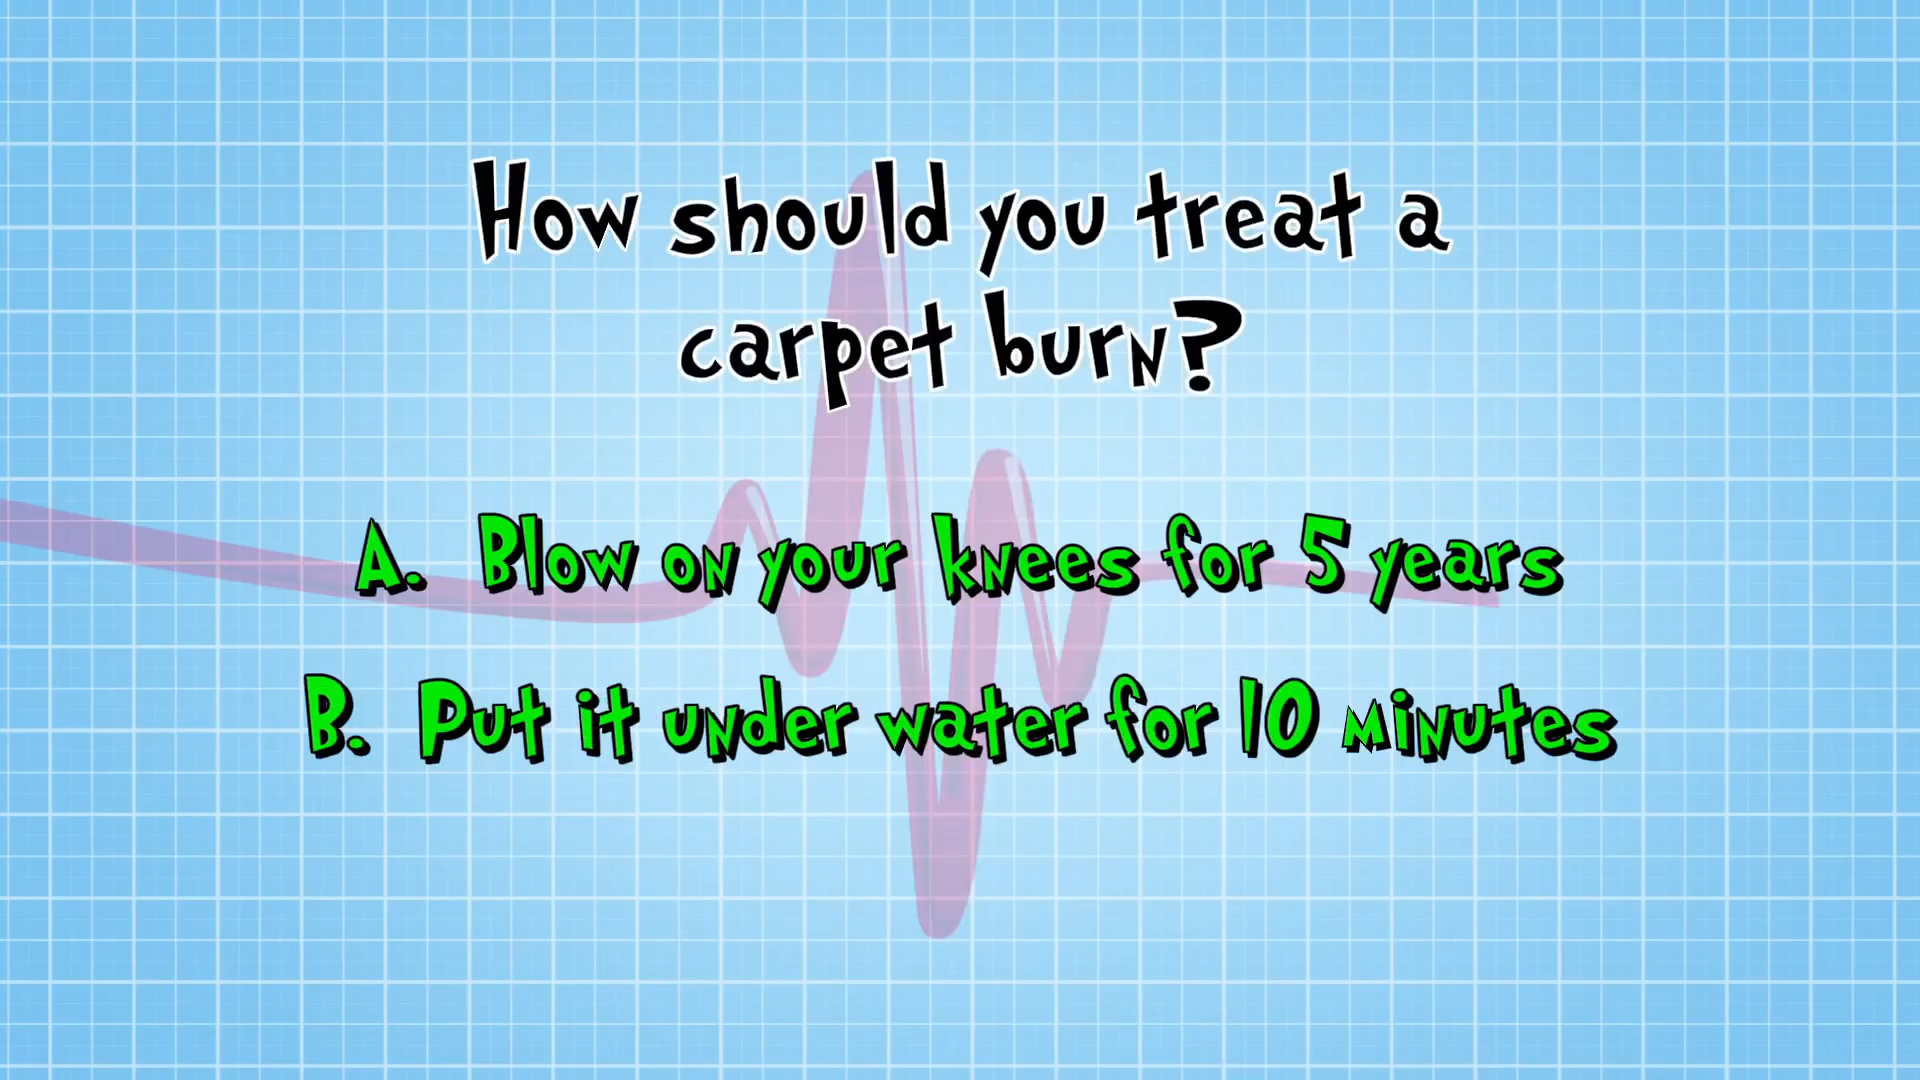 How should you treat a
carpet burn?
A. Blow on your knees for 5 years
B. Put it under water for 10 minutes